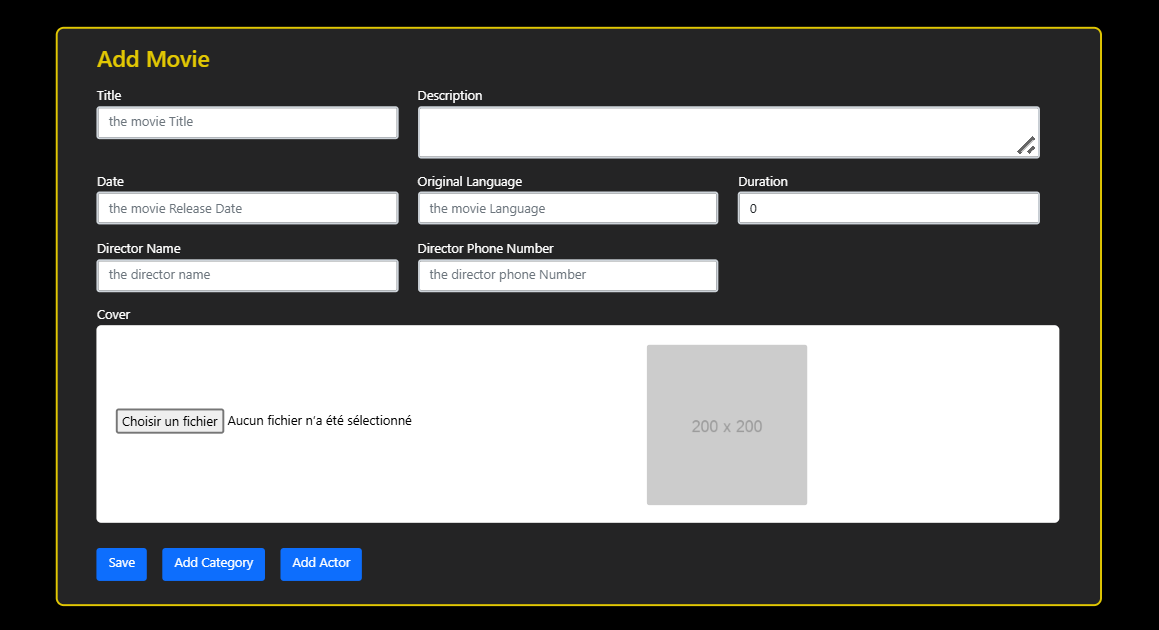 Add Movie
Title
Description
the movie Title
Date
Original Language
Duration
the movie Release Date
the movie Language
0
Director Name
Director Phone Number
the director name
the director phone Number
Cover
Choisir un fichier Aucun fichier n'a été sélectionné
200 x 200
Save
Add Category
Add Actor